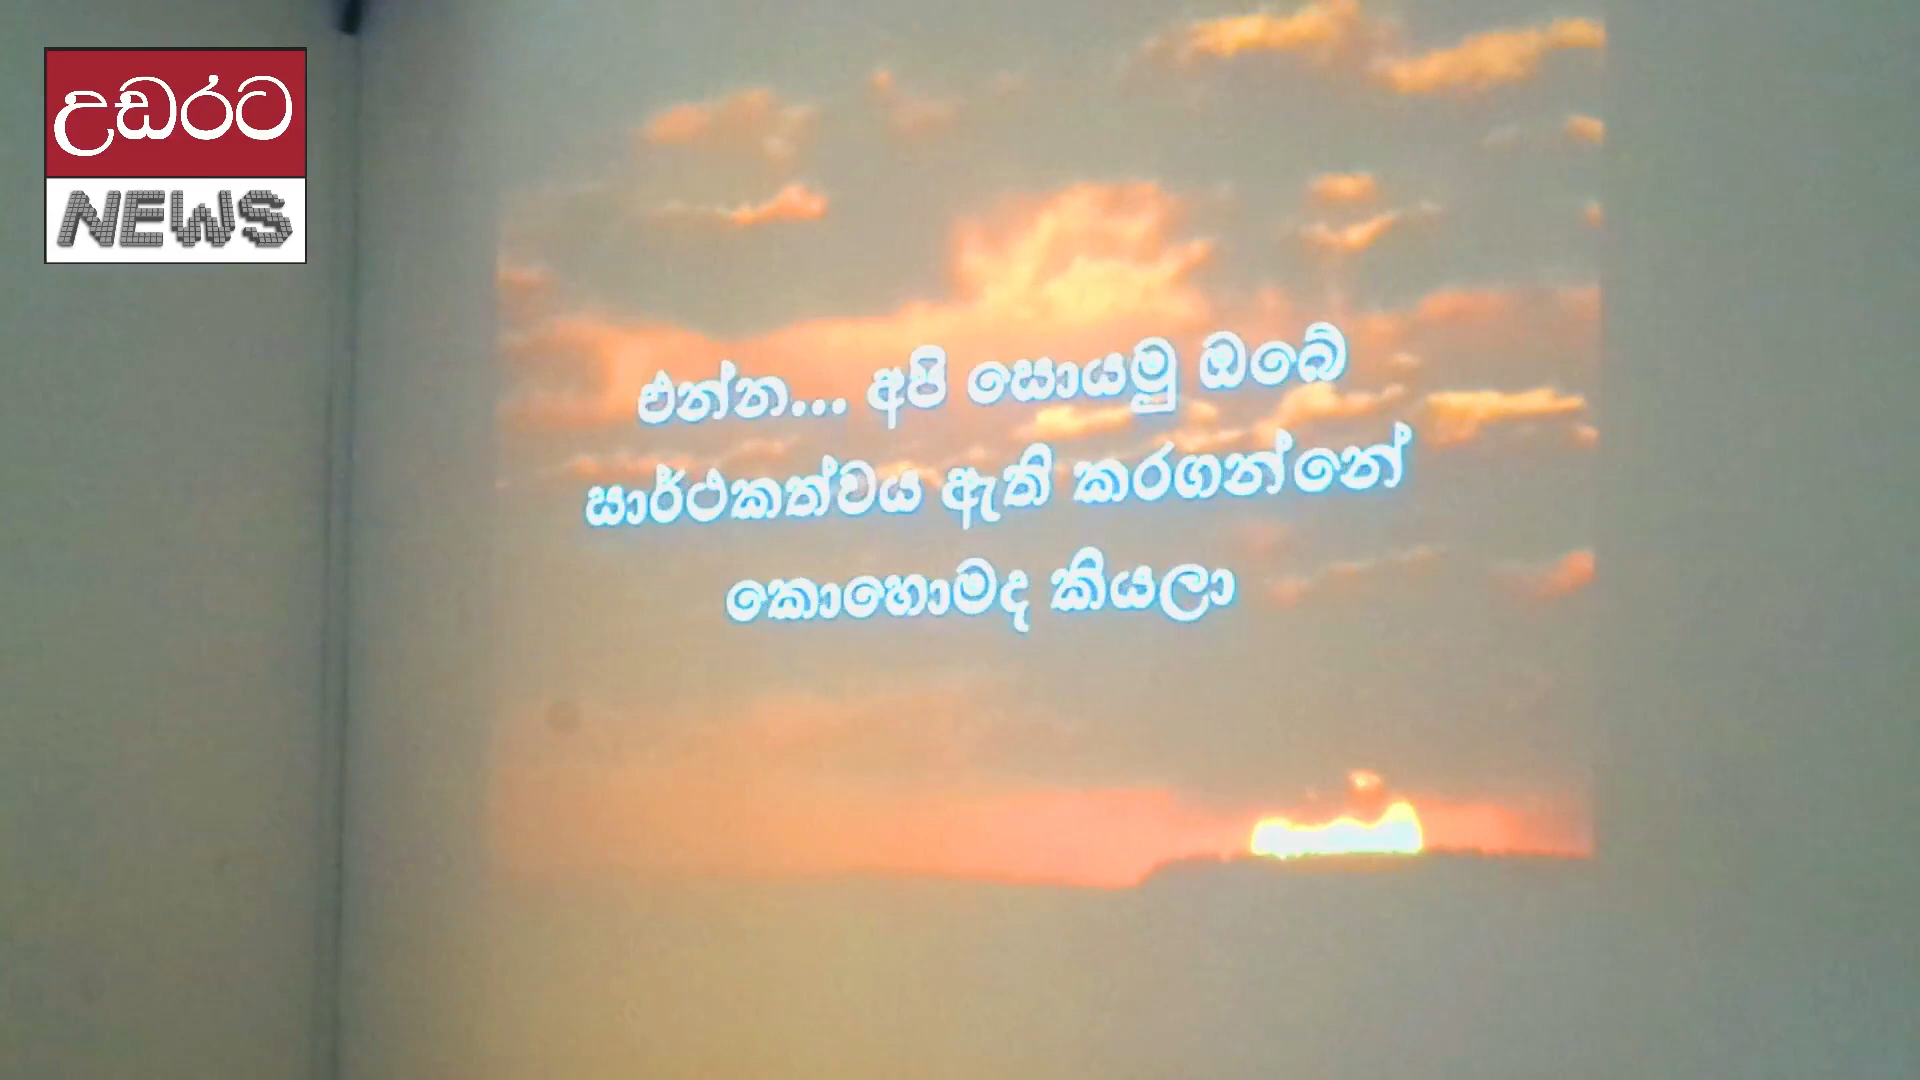 උඩරට
NEWS
එන්න... අපි සොයමු ඔබේ
සාර්ථකත්වය ඇති කරගන්නේ
කොහොමද කියලා